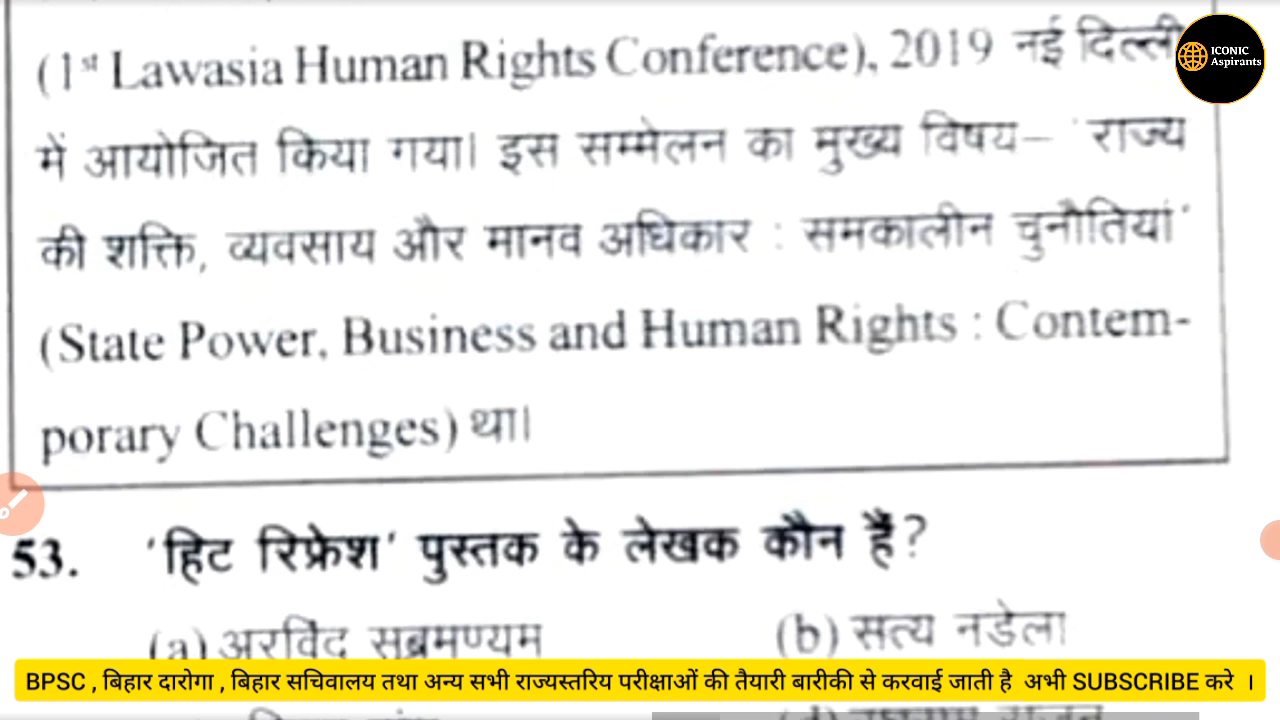 (1st Lawasia Human Rights Conference), 2019 नई दिल्ली
ICONIC
Aspirants
में आयोजित किया गया। इस सम्मेलन का मुख्य विषय– 'राज्य
की शक्ति, व्यवसाय और मानव अधिकार : समकालीन चुनौतियां'
(State Power, Business and Human Rights : Contem-
porary Challenges) था।
53. 'हिट रिफ्रेश' पुस्तक के लेखक कौन हैं?
(a) अरविंद सुब्रमण्यम (b) सत्य नडेला
BPSC , बिहार दारोगा , बिहार सचिवालय तथा अन्य सभी राज्यस्तरिय परीक्षाओं की तैयारी बारीकी से करवाई जाती है अभी SUBSCRIBE करे ।